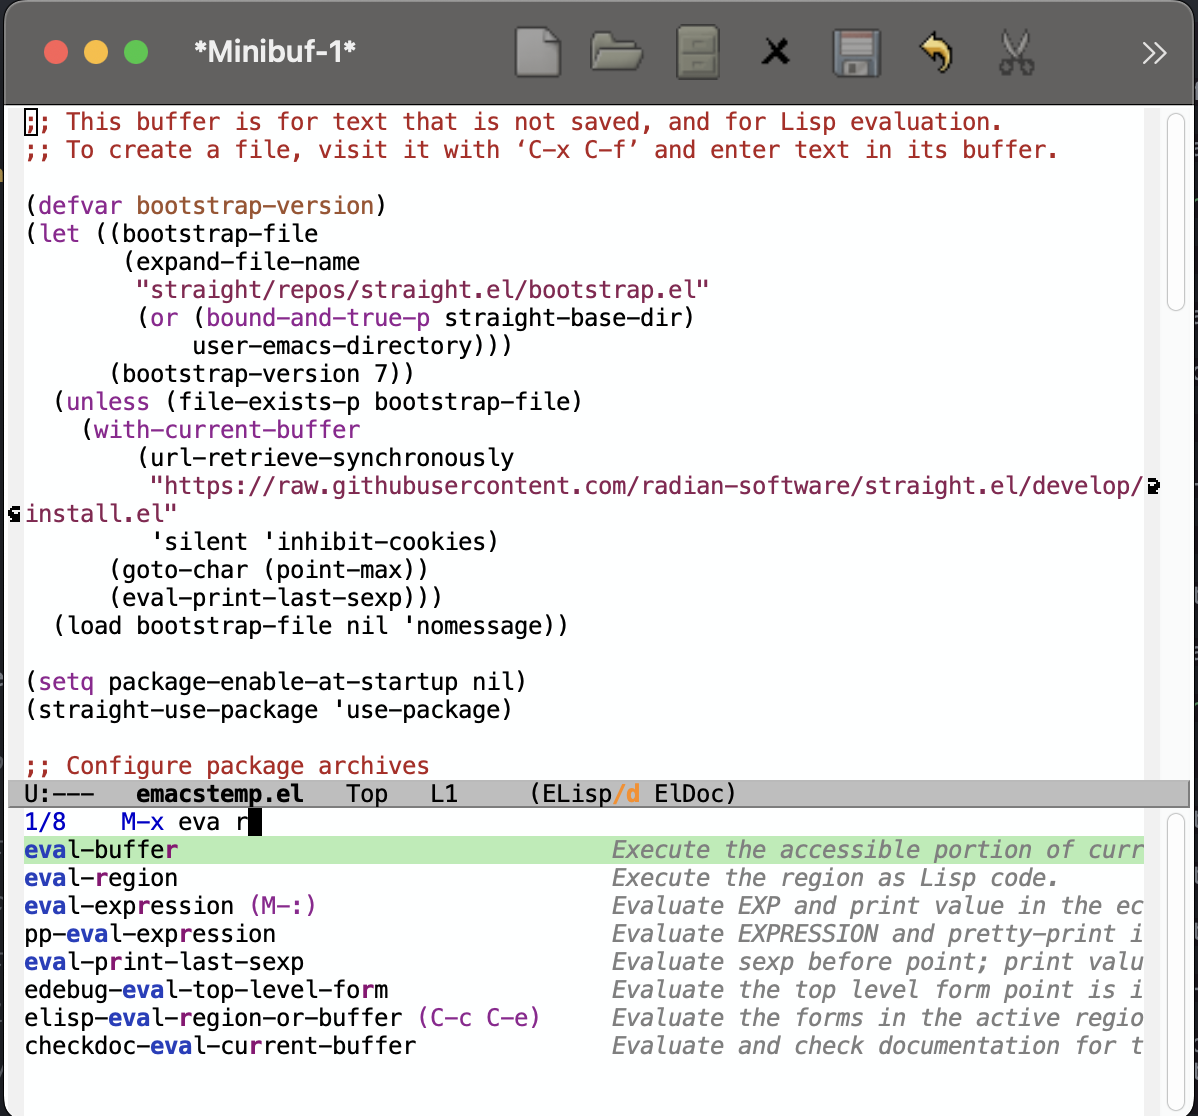 *Minibuf-1*
;; This buffer is for text that is not saved, and for Lisp evaluation.
;; To create a file, visit it with ‘C-x C-f’ and enter text in its buffer.
(defvar bootstrap-version)
(let ((bootstrap-file
(expand-file-name
"straight/repos/straight.el/bootstrap.el"
(or (bound-and-true-p straight-base-dir)
user-emacs-directory)))
(bootstrap-version 7))
(unless (file-exists-p bootstrap-file)
(with-current-buffer
(url-retrieve-synchronously
"https://raw.githubusercontent.com/radian-software/straight.el/develop/
install.el"
'silent 'inhibit-cookies)
(goto-char (point-max))
(eval-print-last-sexp)))
(load bootstrap-file nil 'nomessage))
(setq package-enable-at-startup nil)
(straight-use-package 'use-package)
;; Configure package archives
U:--- emacstemp.el Top L1 (ELisp/d ElDoc)
1/8 M-x eva r
eval-buffer Execute the accessible portion of curr
eval-region Execute the region as Lisp code.
eval-expression (M-:) Evaluate EXP and print value in the ec
pp-eval-expression Evaluate EXPRESSION and pretty-print i
eval-print-last-sexp Evaluate sexp before point; print valu
edebug-eval-top-level-form Evaluate the top level form point is i
elisp-eval-region-or-buffer (C-c C-e) Evaluate the forms in the active regio
checkdoc-eval-current-buffer Evaluate and check documentation for t